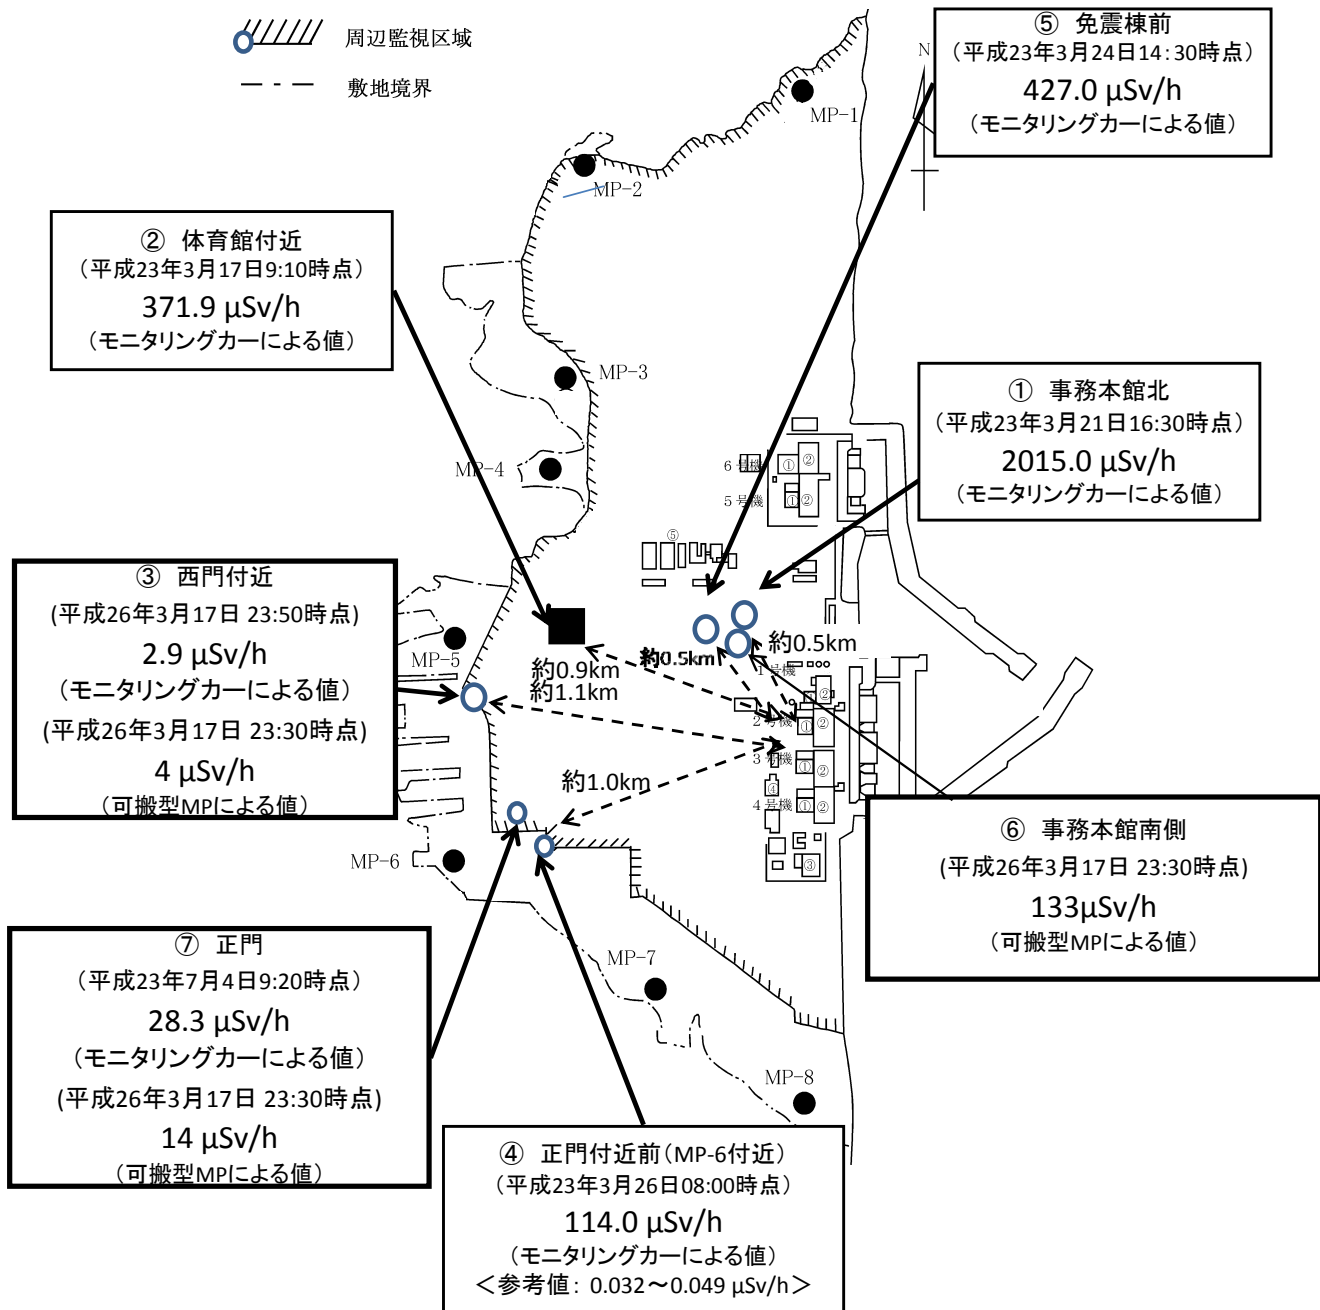 周辺監視区域
敷地境界
⑤ 免震棟前
(平成23年3月24日14:30時点)
427.0 μSv/h
(モニタリングカーによる値)
N
MP-1
MP-2
② 体育館付近
(平成23年3月17日9:10時点)
371.9 μSv/h
(モニタリングカーによる値)
MP-3
① 事務本館北
(平成23年3月21日16:30時点)
2015.0 μSv/h
(モニタリングカーによる値)
MP-4
6号機
① ②
5号機
① ②
⑤
③ 西門付近
(平成26年3月17日 23:50時点)
2.9 μSv/h
(モニタリングカーによる値)
(平成26年3月17日 23:30時点)
4 μSv/h
(可搬型MPによる値)
MP-5
約0.9km
約1.1km
約0.5km
約0.5km
1号機
②
2号機
① ②
3号機
① ②
④
4号機
① ②
③
約1.0km
MP-6
⑥ 事務本館南側
(平成26年3月17日 23:30時点)
133μSv/h
(可搬型MPによる値)
⑦ 正門
(平成23年7月4日9:20時点)
28.3 μSv/h
(モニタリングカーによる値)
(平成26年3月17日 23:30時点)
14 μSv/h
(可搬型MPによる値)
MP-7
MP-8
④ 正門付近前(MP-6付近)
(平成23年3月26日08:00時点)
114.0 μSv/h
(モニタリングカーによる値)
<参考値: 0.032~0.049 μSv/h>